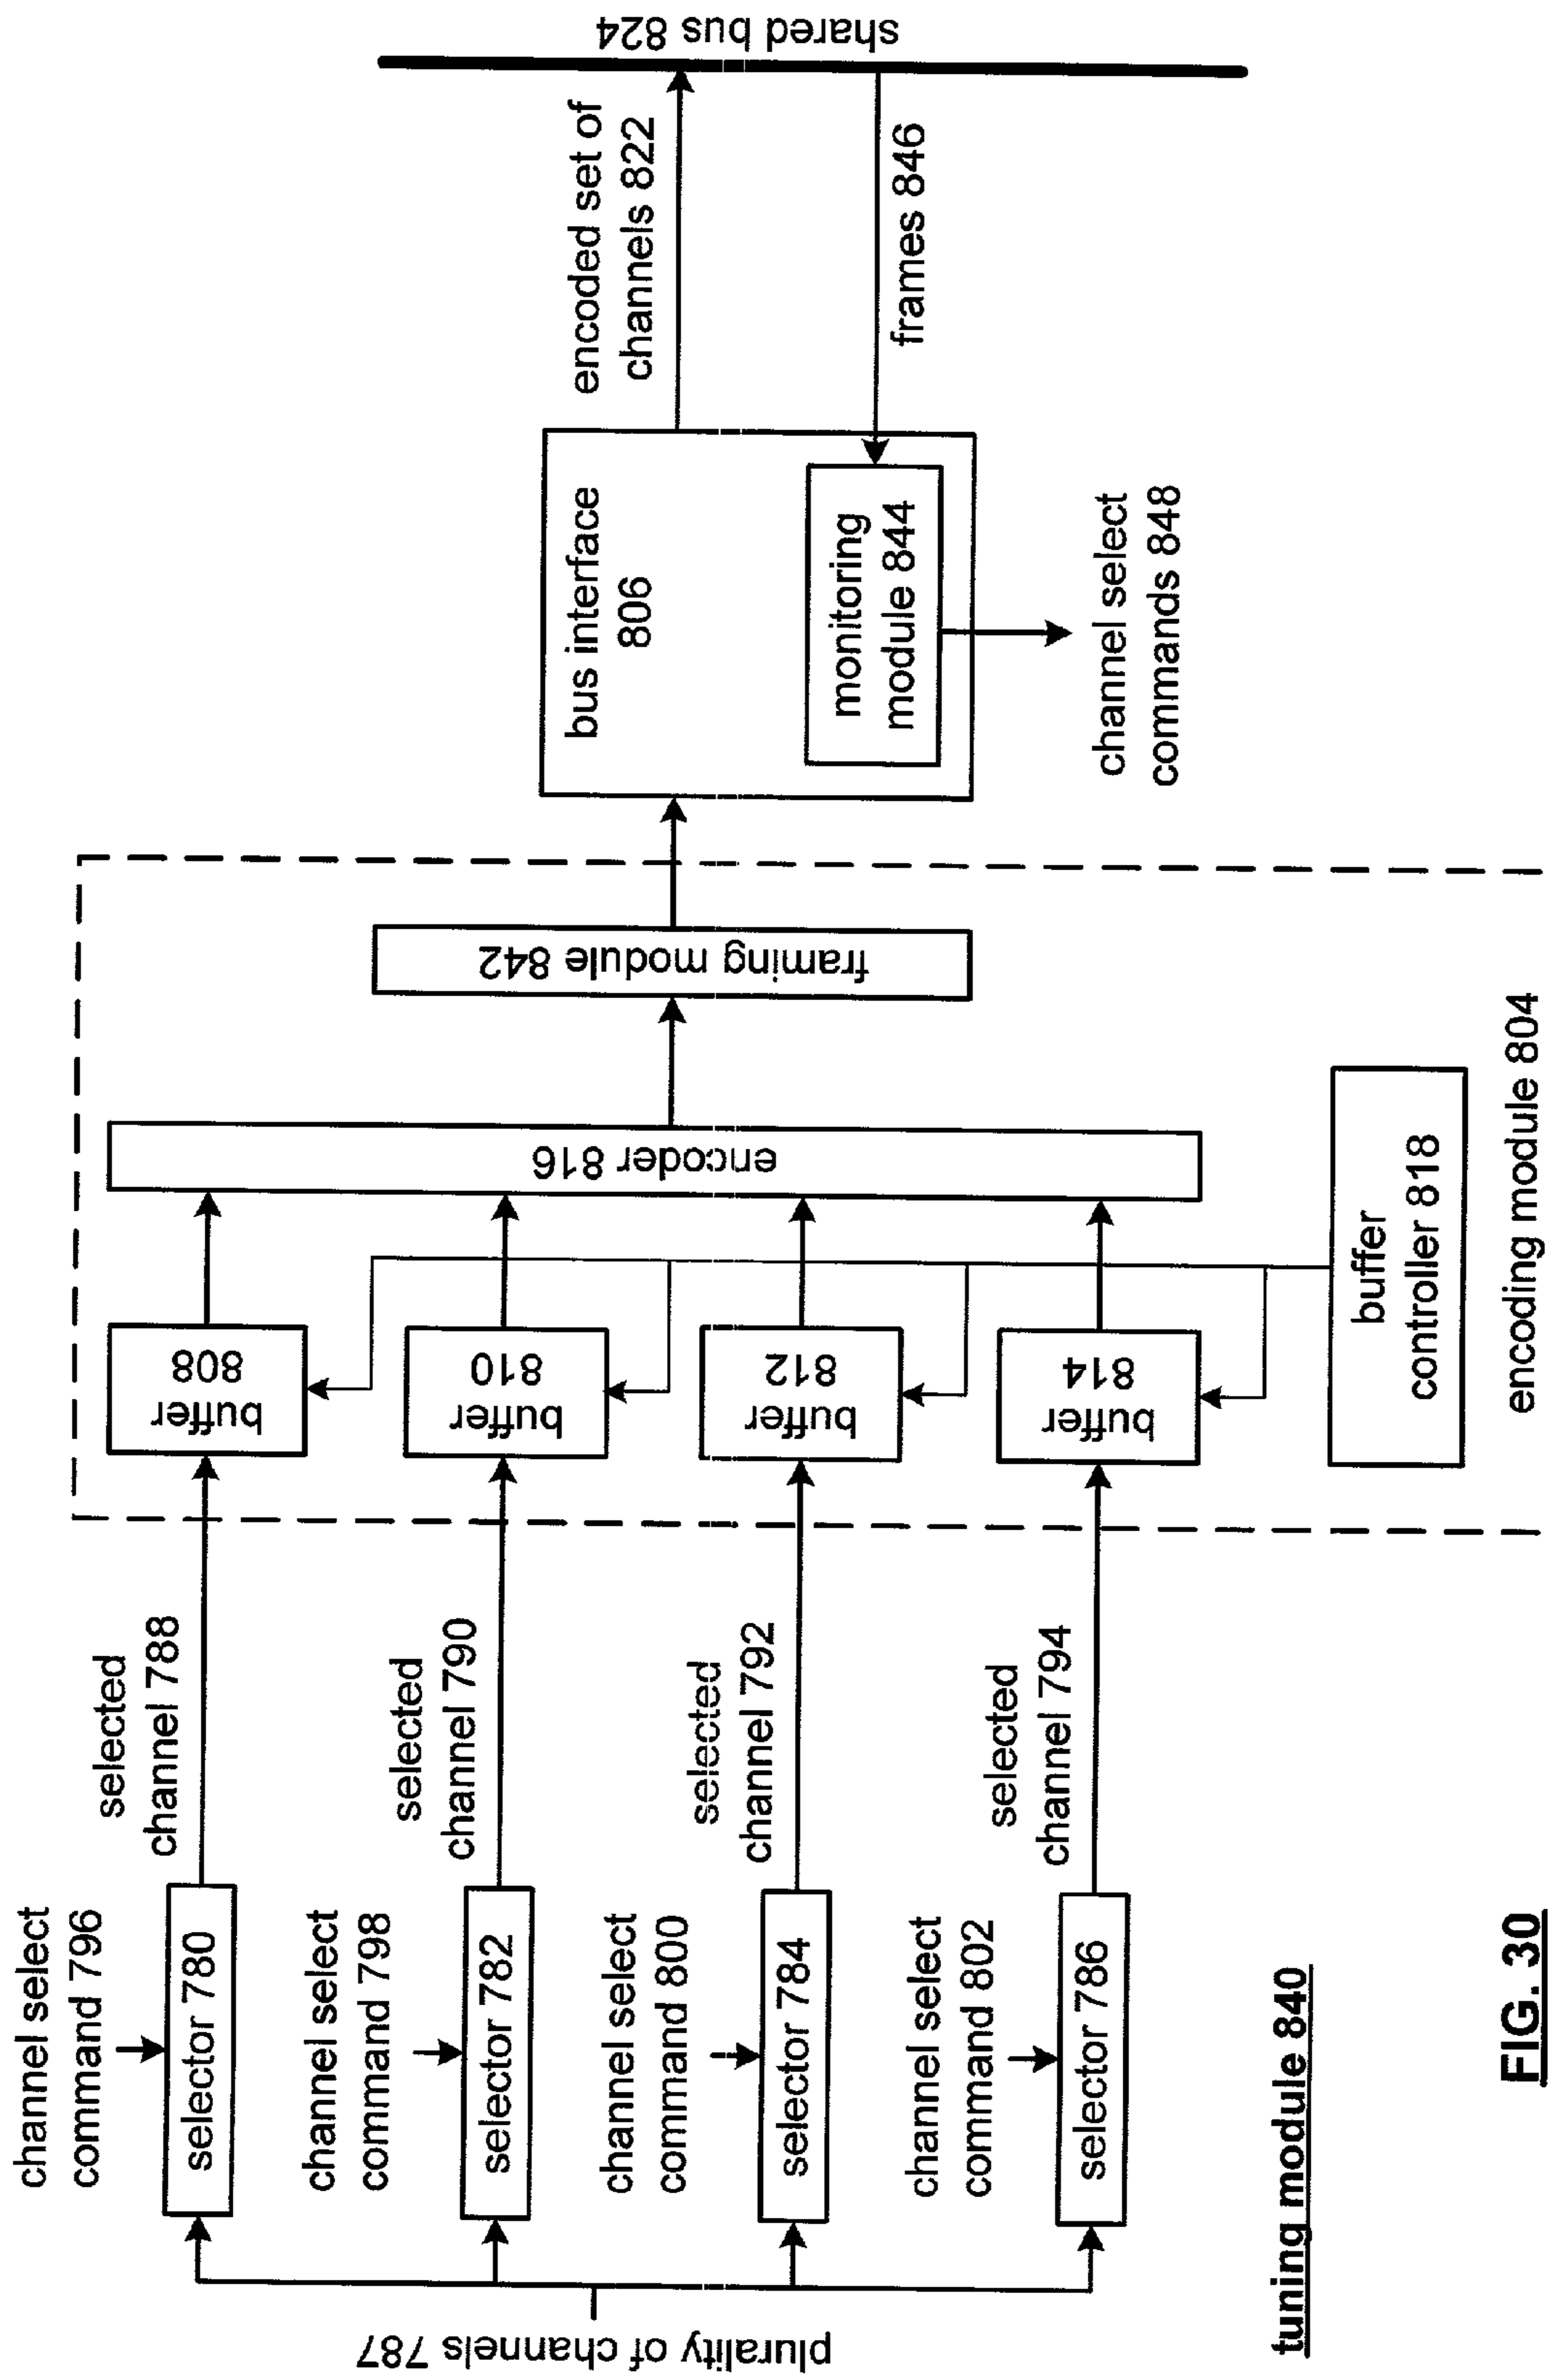 plurality of channels 787
channel select
command 796
selector 780
selected
channel 788
channel select
command 798
selector 782
selected
channel 790
channel select
command 800
selector 784
selected
channel 792
channel select
command 802
selector 786
selected
channel 794
buffer
808
buffer
810
buffer
812
buffer
814
buffer
controller 818
encoder 816
framing module 842
encoding module 804
bus interface
806
monitoring
module 844
channel select
commands 848
encoded set of
channels 822
frames 846
shared bus 824
tuning module 840
FIG. 30